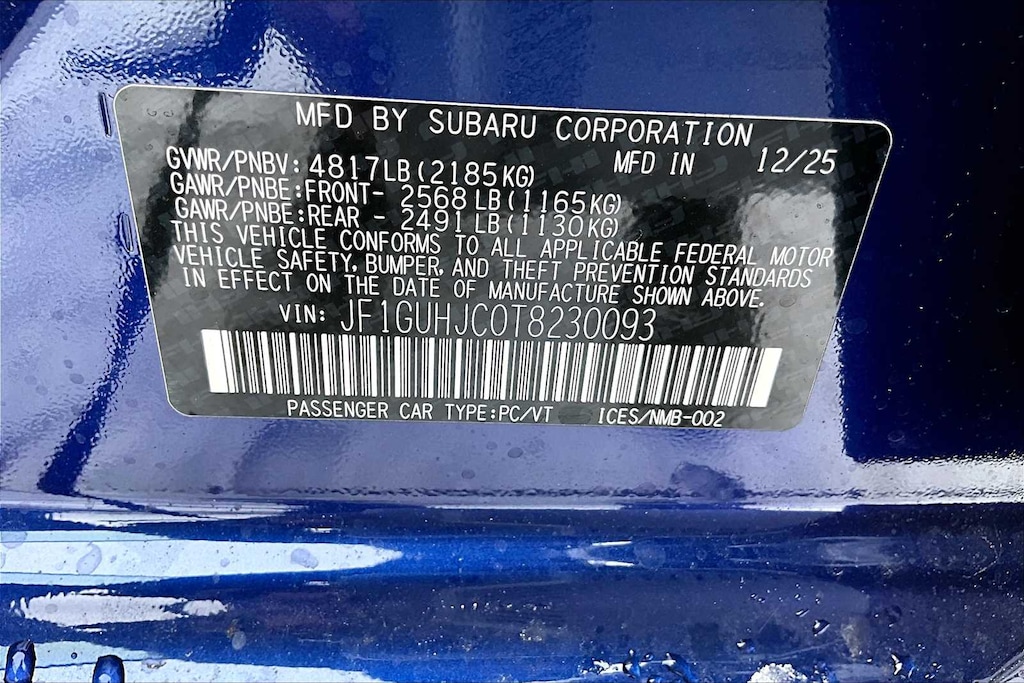 MFD BY SUBARU CORPORATION
GVWR/PNBV: 4817LB (2185KG) MFD IN 12/25
GAWR/PNBE: FRONT- 2568 LB (1165KG)
GAWR/PNBE: REAR - 2491 LB (1130KG)
THIS VEHICLE CONFORMS TO ALL APPLICABLE FEDERAL MOTOR
VEHICLE SAFETY, BUMPER, AND THEFT PREVENTION STANDARDS
IN EFFECT ON THE DATE OF MANUFACTURE SHOWN ABOVE.
VIN: JF1GUHJC0T8230093
PASSENGER CAR TYPE:PC/VT ICES/NMB-002